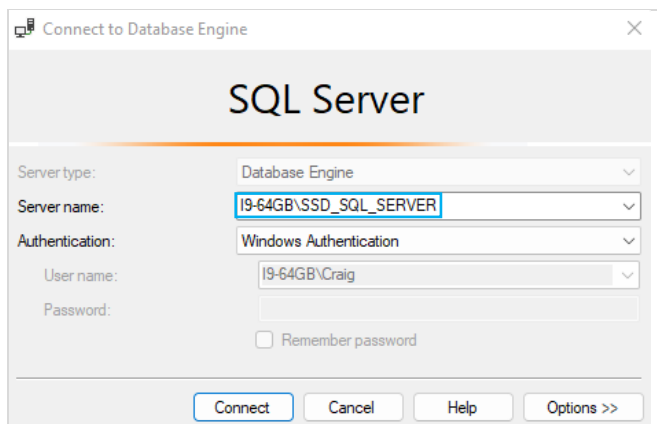 Connect to Database Engine
SQL Server
Server type: Database Engine
Server name: I9-64GB\SSD_SQL_SERVER
Authentication: Windows Authentication
User name: I9-64GB\Craig
Password:
Remember password
Connect Cancel Help Options >>